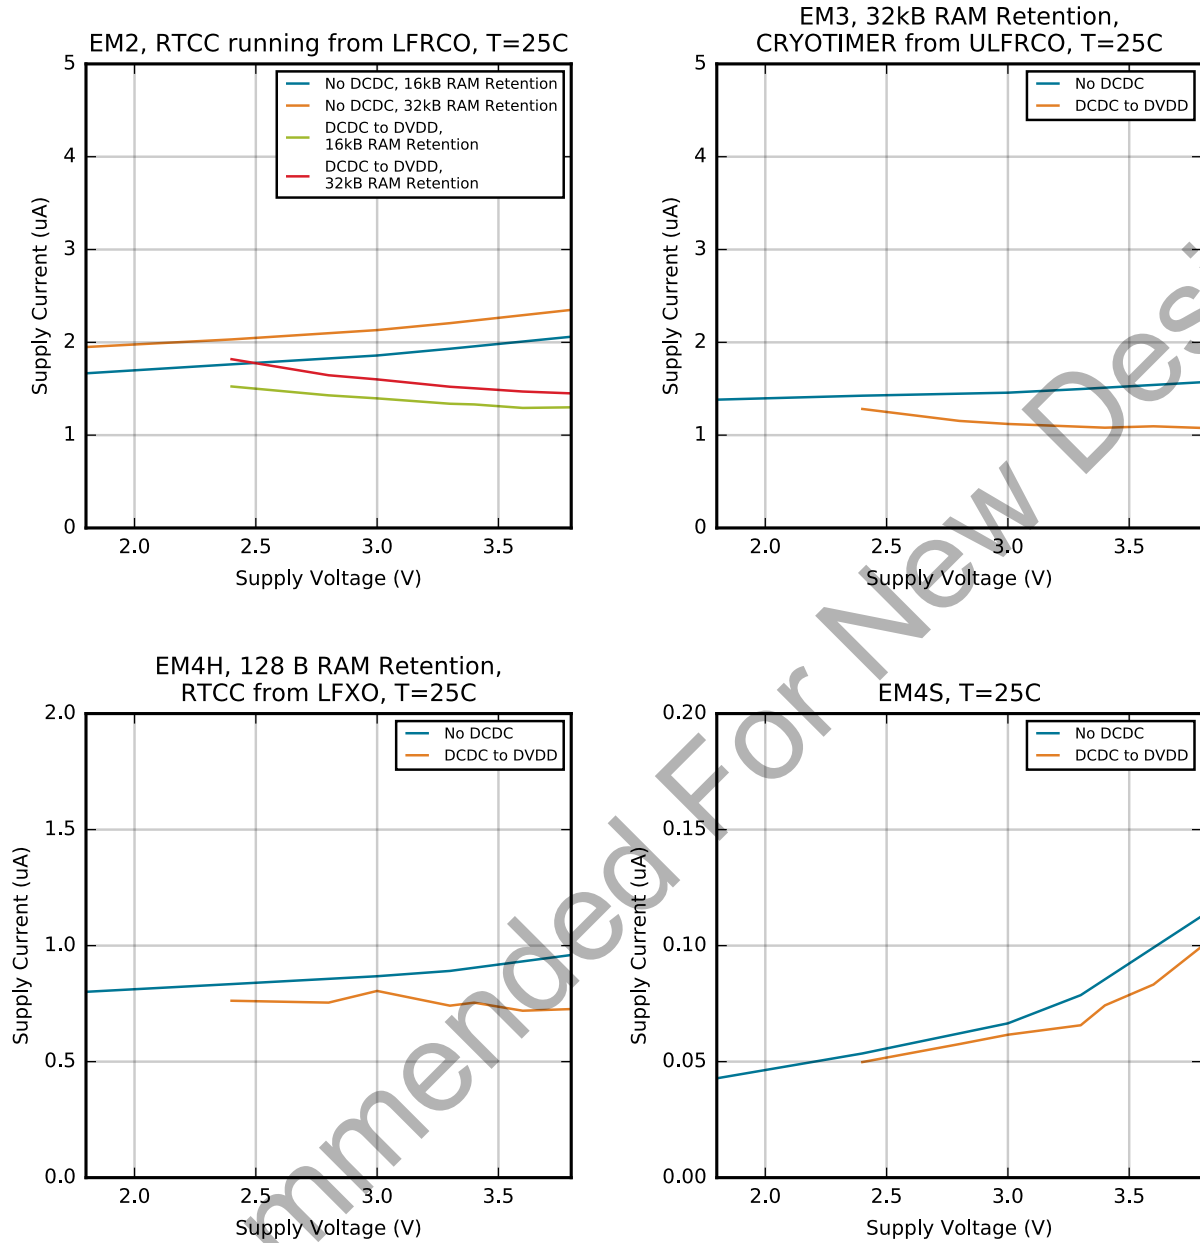 EM2, RTCC running from LFRCO, T=25C
5
4
3
2
1
0
Supply Current (uA)
No DCDC, 16kB RAM Retention
No DCDC, 32kB RAM Retention
DCDC to DVDD,
16kB RAM Retention
DCDC to DVDD,
32kB RAM Retention
2.0 2.5 3.0 3.5
Supply Voltage (V)
EM3, 32kB RAM Retention,
CRYOTIMER from ULFRCO, T=25C
5
4
3
2
1
0
Supply Current (uA)
No DCDC
DCDC to DVDD
2.0 2.5 3.0 3.5
Supply Voltage (V)
EM4H, 128 B RAM Retention,
RTCC from LFXO, T=25C
2.0
1.5
1.0
0.5
0.0
Supply Current (uA)
No DCDC
DCDC to DVDD
2.0 2.5 3.0 3.5
Supply Voltage (V)
EM4S, T=25C
0.20
0.15
0.10
0.05
0.00
Supply Current (uA)
No DCDC
DCDC to DVDD
2.0 2.5 3.0 3.5
Supply Voltage (V)
mmended For New Desi